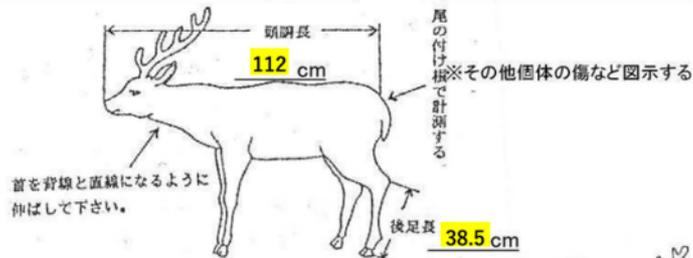 頭胴長
112 cm
尾の付け根で計測する
※その他個体の傷など図示する
首を背線と直線になるように
伸ばして下さい。
後足長
38.5 cm